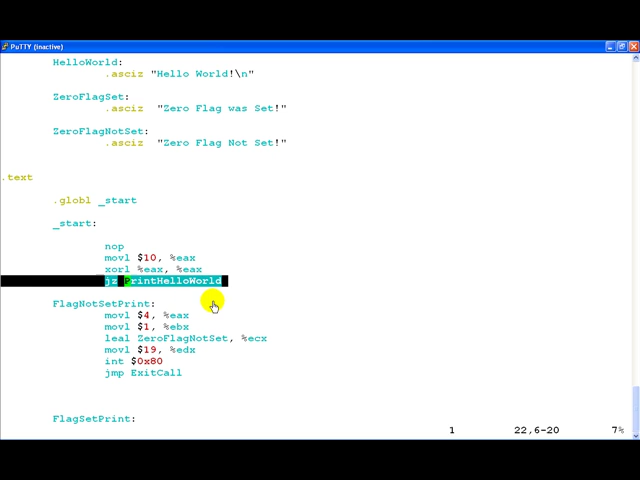 PuTTY (inactive)
HelloWorld:
.asciz "Hello World!\n"
ZeroFlagSet:
.asciz  "Zero Flag was Set!"
ZeroFlagNotSet:
.asciz  "Zero Flag Not Set!"
.text
.globl _start
_start:
nop
movl $10, %eax
xorl %eax, %eax
jz PrintHelloWorld
FlagNotSetPrint:
movl $4, %eax
movl $1, %ebx
leal ZeroFlagNotSet, %ecx
movl $19, %edx
int $0x80
jmp ExitCall
FlagSetPrint:
1 22,6-20 7%